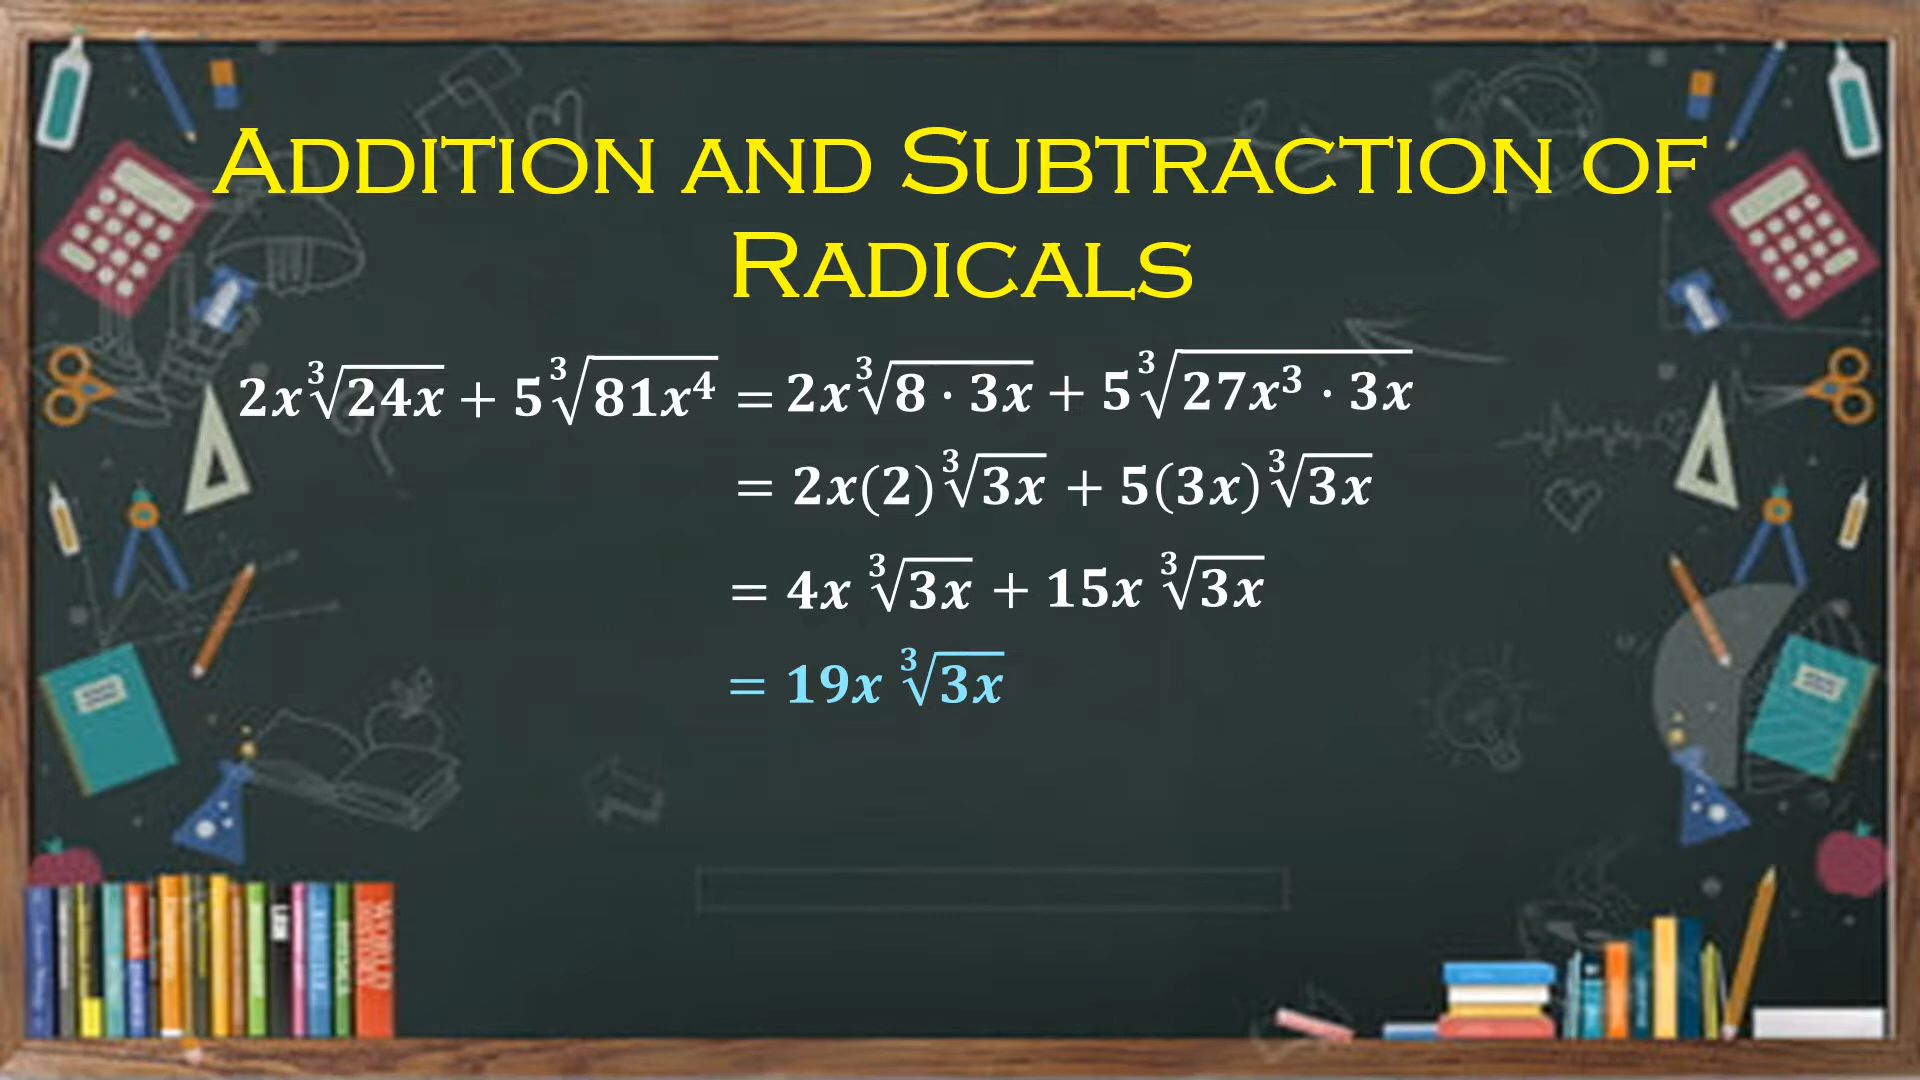 Addition and Subtraction of
Radicals
2x∛24x + 5∛81x⁴ = 2x∛8 · 3x + 5∛27x³ · 3x
= 2x(2)∛3x + 5(3x)∛3x
= 4x ∛3x + 15x ∛3x
= 19x ∛3x